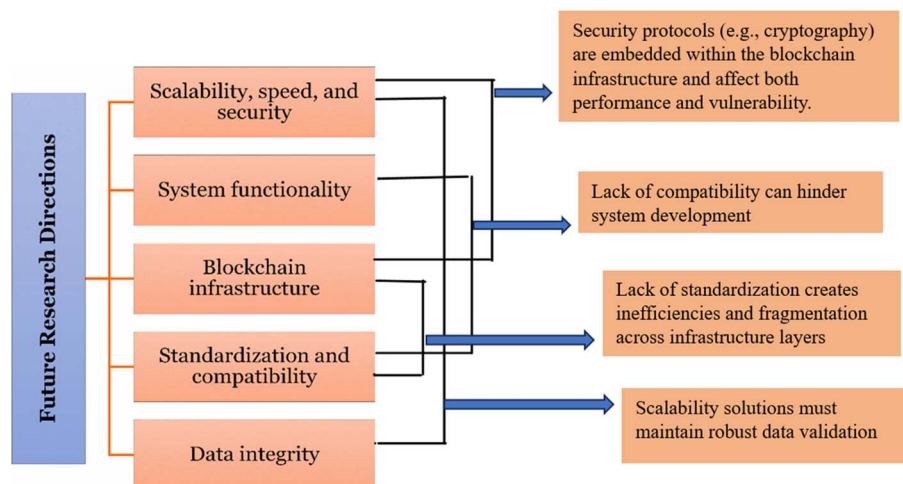 Future Research Directions
Scalability, speed, and
security
System functionality
Blockchain
infrastructure
Standardization and
compatibility
Data integrity
Security protocols (e.g., cryptography)
are embedded within the blockchain
infrastructure and affect both
performance and vulnerability.
Lack of compatibility can hinder
system development
Lack of standardization creates
inefficiencies and fragmentation
across infrastructure layers
Scalability solutions must
maintain robust data validation